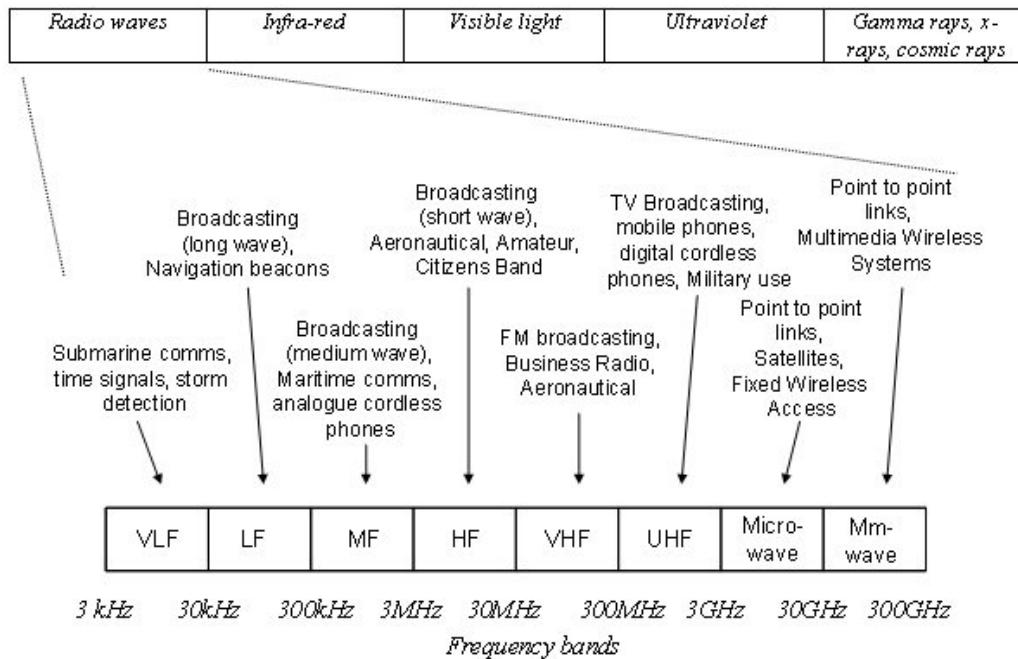 Radio waves
Infra-red
Visible light
Ultraviolet
Gamma rays, x-
rays, cosmic rays
Submarine comms,
time signals, storm
detection
Broadcasting
(long wave),
Navigation beacons
Broadcasting
(medium wave),
Maritime comms,
analogue cordless
phones
Broadcasting
(short wave),
Aeronautical, Amateur,
Citizens Band
FM broadcasting,
Business Radio,
Aeronautical
TV Broadcasting,
mobile phones,
digital cordless
phones, Military use
Point to point
links,
Satellites,
Fixed Wireless
Access
Point to point
links,
Multimedia Wireless
Systems
VLF
LF
MF
HF
VHF
UHF
Micro-
wave
Mm-
wave
3 kHz
30kHz
300kHz
3MHz
30MHz
300MHz
3GHz
30GHz
300GHz
Frequency bands